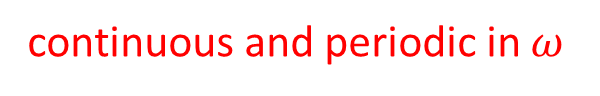 continuous and periodic in ω